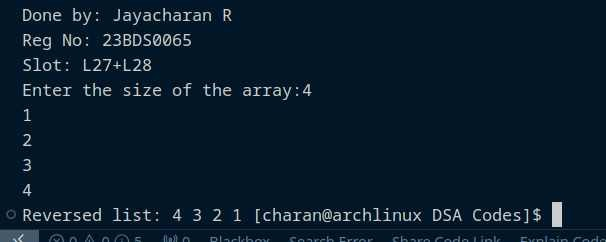 Done by: Jayacharan R
Reg No: 23BDS0065
Slot: L27+L28
Enter the size of the array:4
1
2
3
4
Reversed list: 4 3 2 1 [charan@archlinux DSA Codes]$
0 0 5 0 Blackbox Search Error Share Code Link Explain Code